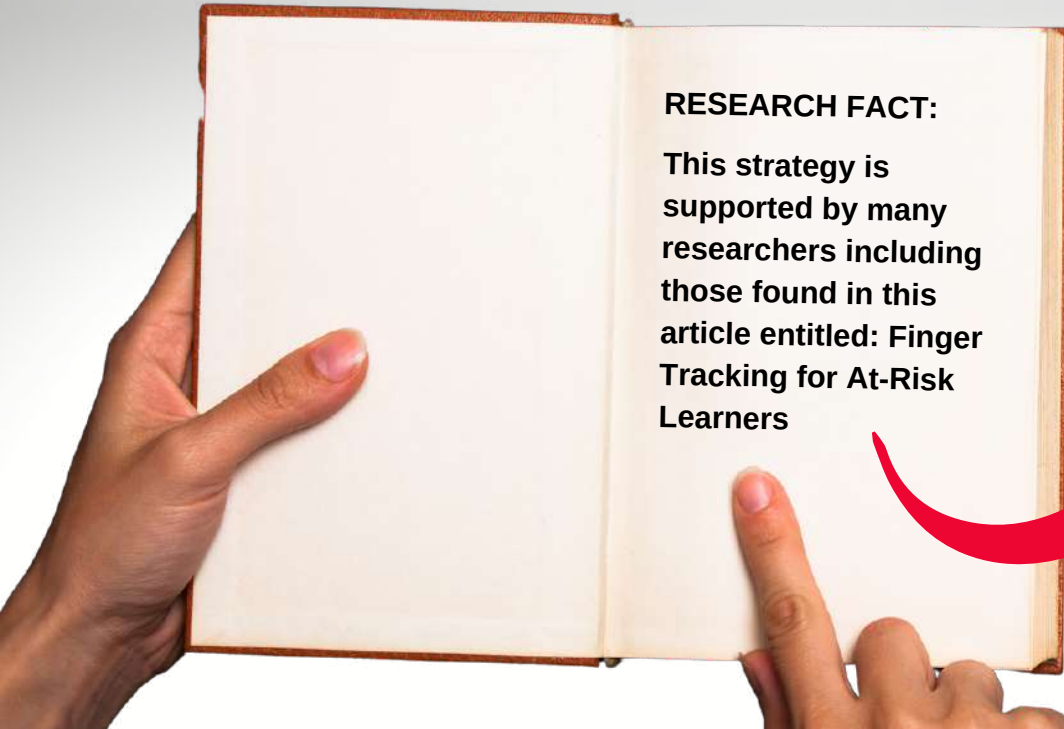 RESEARCH FACT:
This strategy is
supported by many
researchers including
those found in this
article entitled: Finger
Tracking for At-Risk
Learners